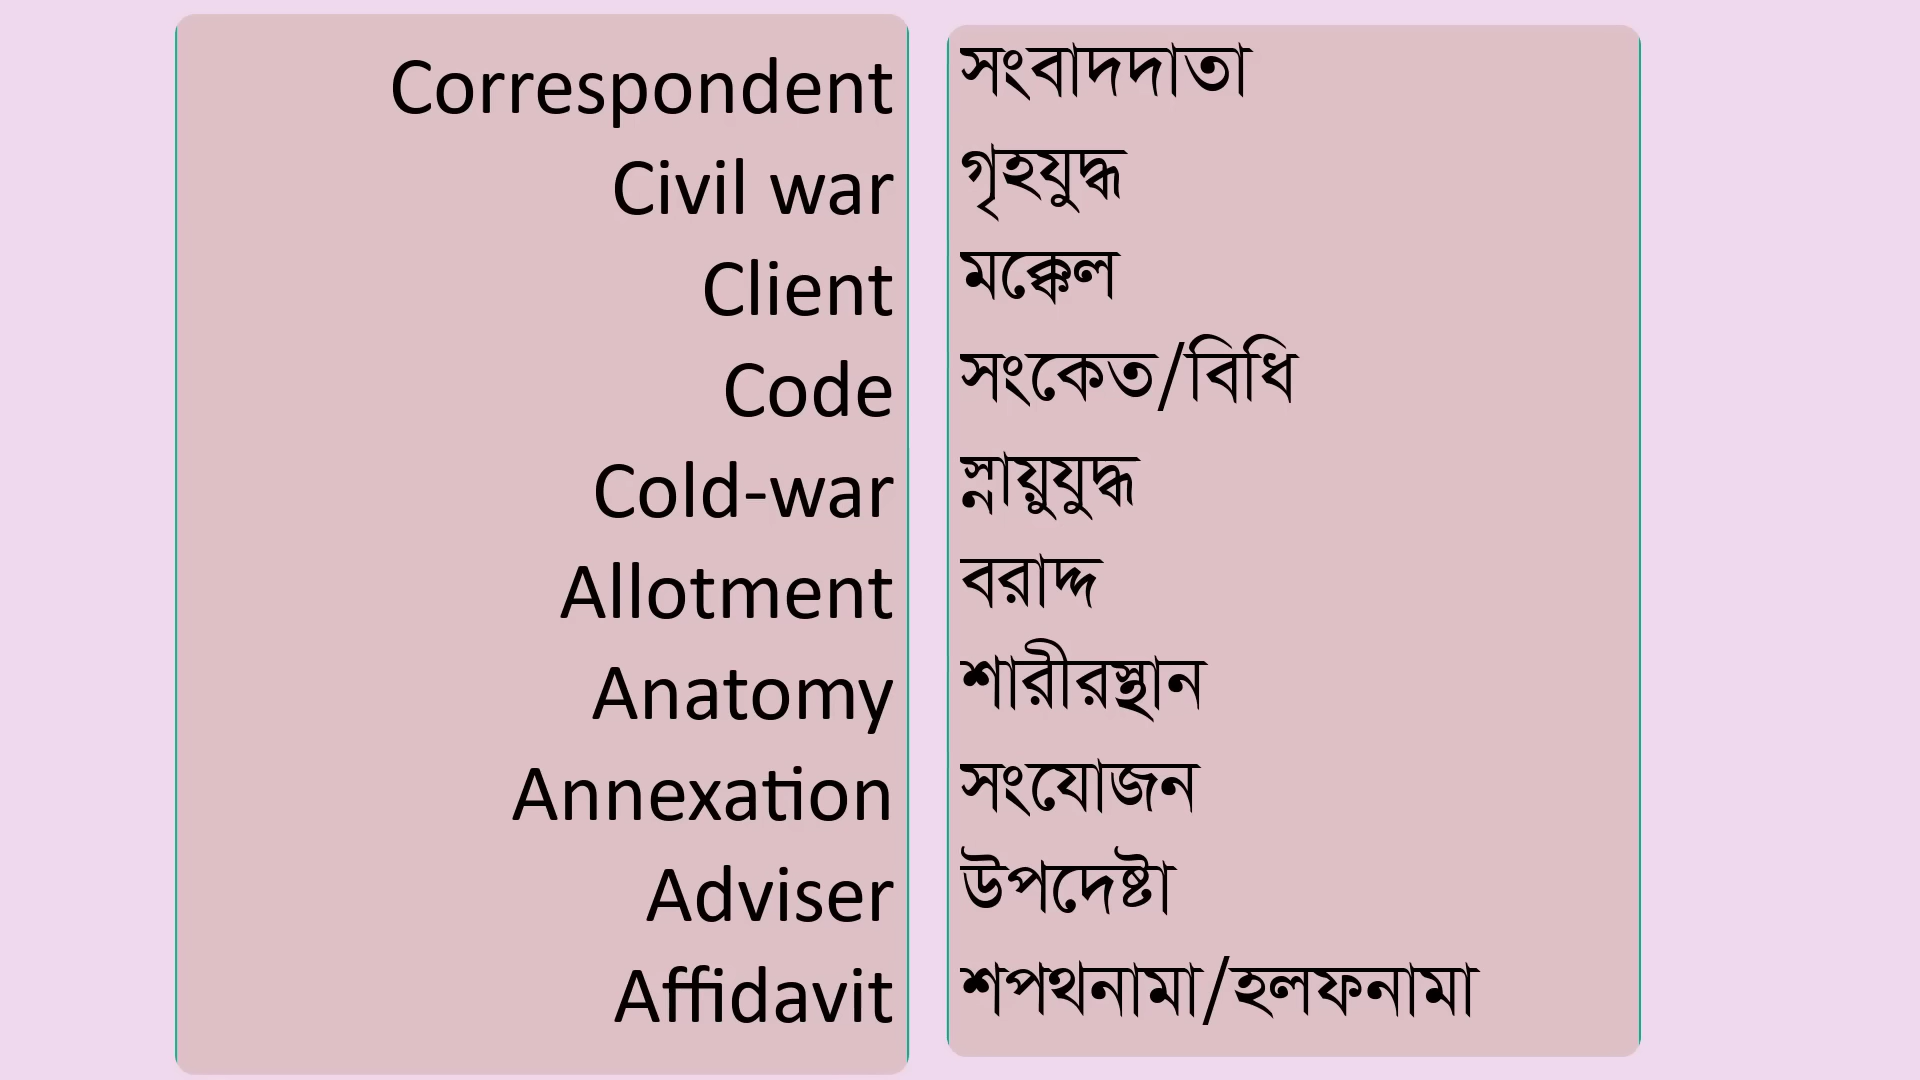 Correspondent সংবাদদাতা
Civil war গৃহযুদ্ধ
Client মক্কেল
Code সংকেত/বিধি
Cold-war স্নায়ুযুদ্ধ
Allotment বরাদ্দ
Anatomy শারীরস্থান
Annexation সংযোজন
Adviser উপদেষ্টা
Affidavit শপথনামা/হলফনামা